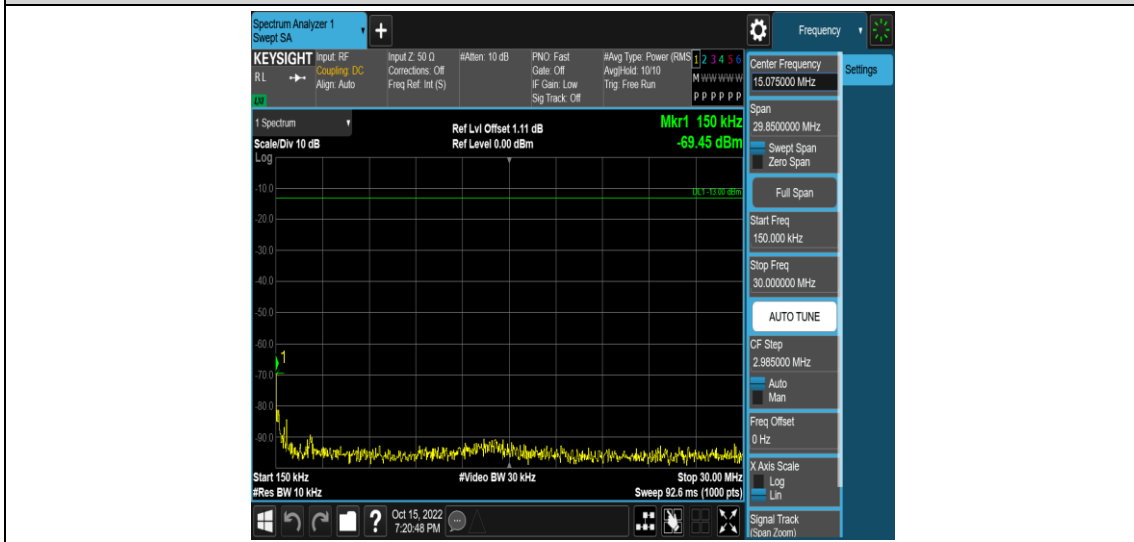 Spectrum Analyzer 1
Swept SA
+
Frequency
KEYSIGHT
RL
LXI
Input: RF
Coupling: DC
Align: Auto
Input Z: 50 Ω
Corrections: Off
Freq Ref: Int (S)
#Atten: 10 dB
PNO: Fast
Gate: Off
IF Gain: Low
Sig Track: Off
#Avg Type: Power (RMS
Avg|Hold: 10/10
Trig: Free Run
1 2 3 4 5 6
M W W W W W
P P P P P P
1 Spectrum
Scale/Div 10 dB
Ref Lvl Offset 1.11 dB
Ref Level 0.00 dBm
Mkr1 150 kHz
-69.45 dBm
Log
-10.0
DL1 -13.00 dBm
-20.0
-30.0
-40.0
-50.0
-60.0
1
-70.0
-80.0
-90.0
Start 150 kHz
#Video BW 30 kHz
Stop 30.00 MHz
#Res BW 10 kHz
Sweep 92.6 ms (1000 pts)
?
Oct 15, 2022
7:20:48 PM
Center Frequency
15.075000 MHz
Settings
Span
29.8500000 MHz
Swept Span
Zero Span
Full Span
Start Freq
150.000 kHz
Stop Freq
30.000000 MHz
AUTO TUNE
CF Step
2.985000 MHz
Auto
Man
Freq Offset
0 Hz
X Axis Scale
Log
Lin
Signal Track
(Span Zoom)